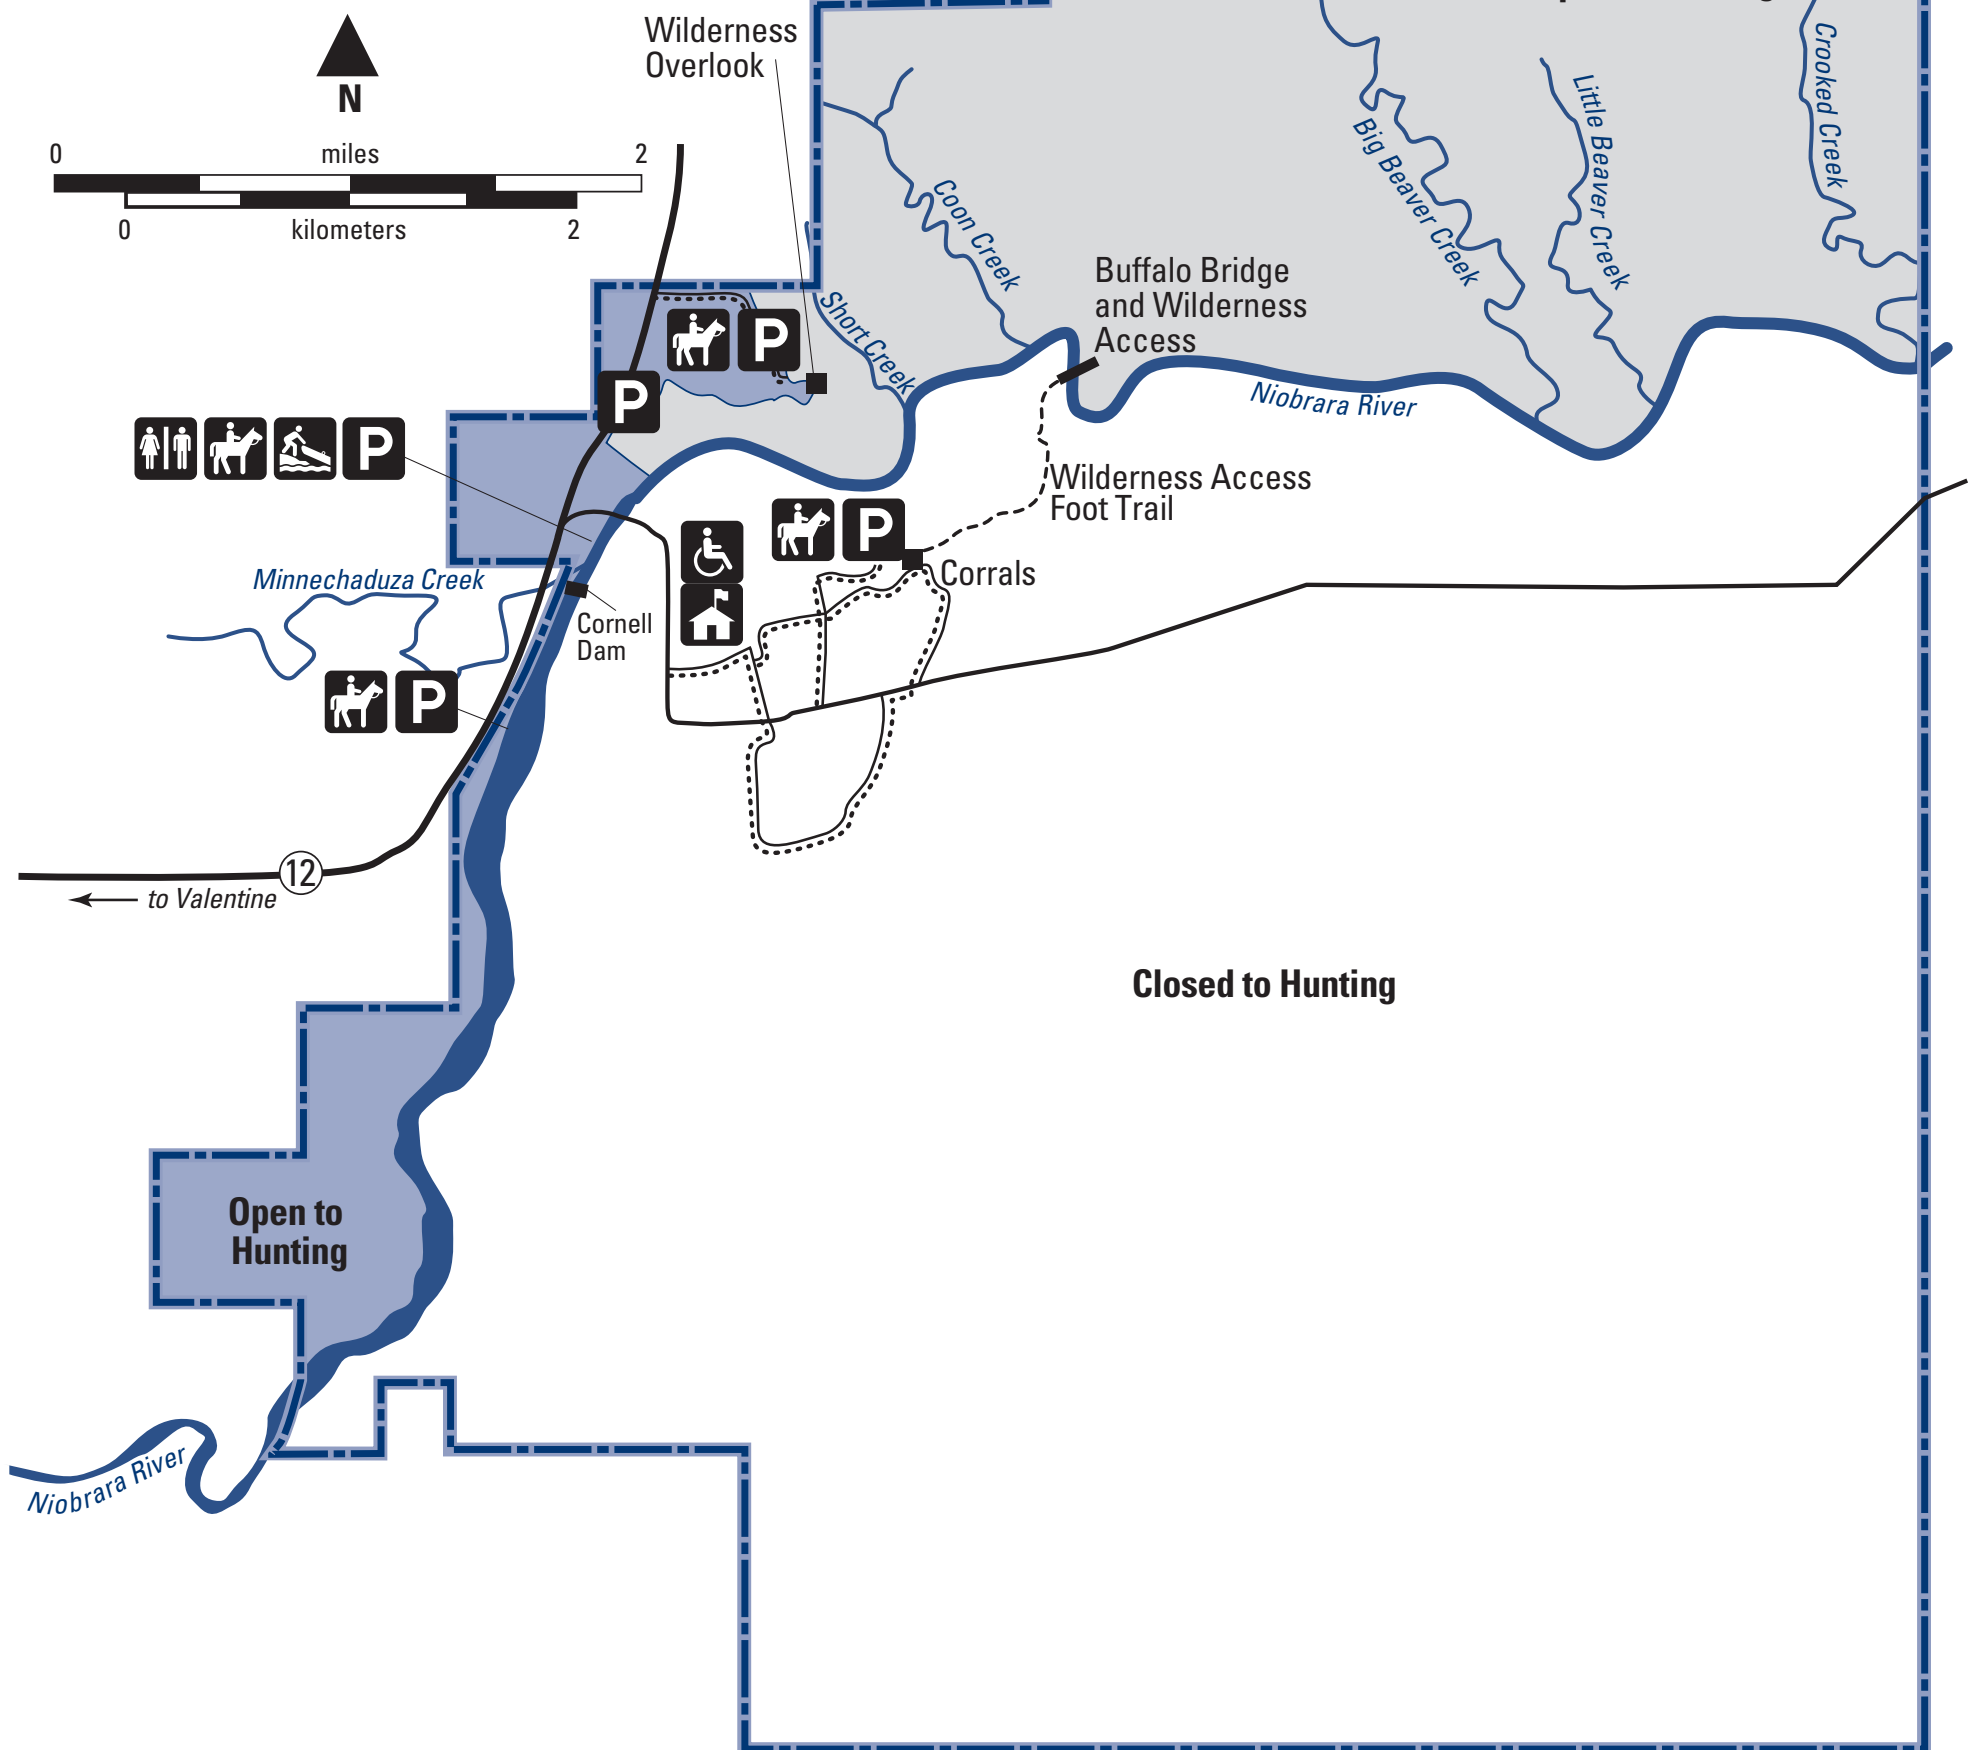 Wilderness
Overlook
N
0 miles 2
0 kilometers 2
Crooked Creek
Little Beaver Creek
Big Beaver Creek
Coon Creek
Short Creek
Buffalo Bridge
and Wilderness
Access
Niobrara River
P
P
P
Wilderness Access
Foot Trail
P
Corrals
Minnechaduza Creek
Cornell
Dam
P
12
to Valentine
Closed to Hunting
Open to
Hunting
Niobrara River